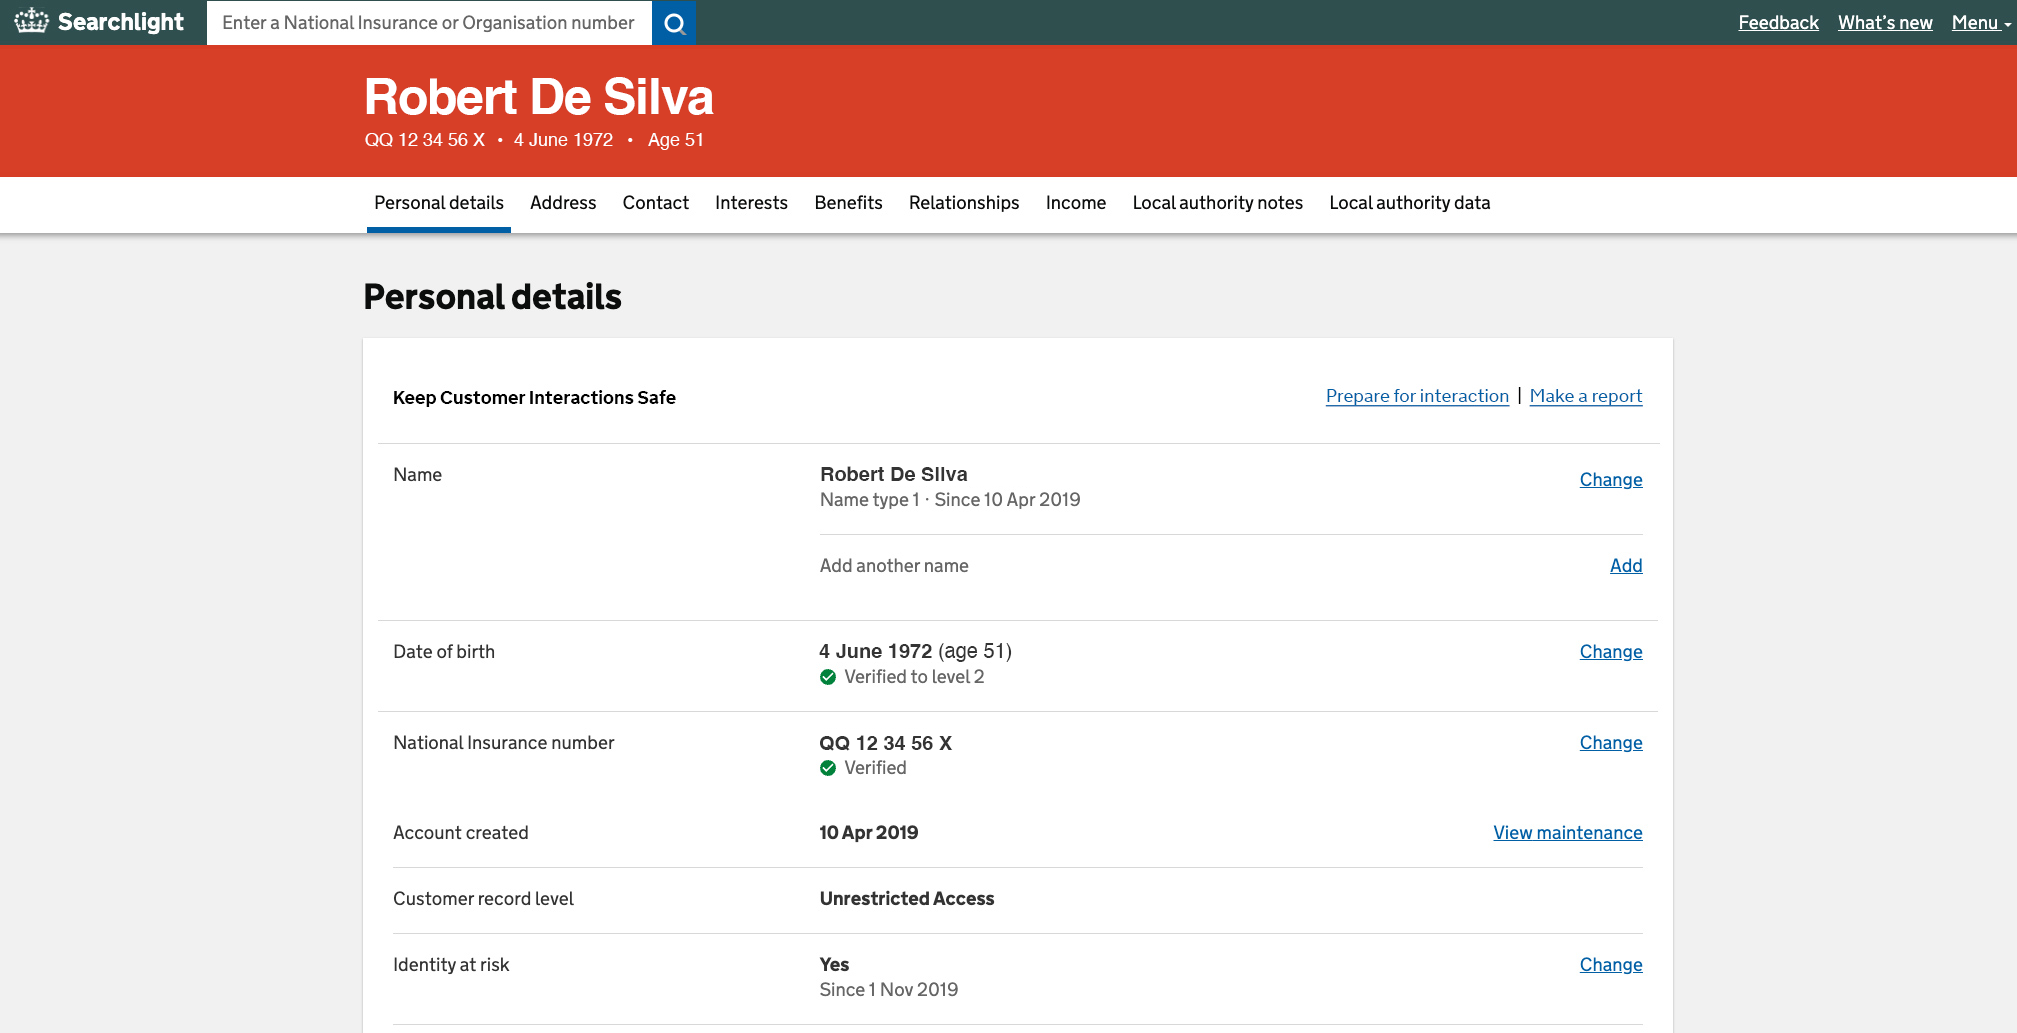 Searchlight
Enter a National Insurance or Organisation number
Feedback What's new Menu
Robert De Silva
QQ 12 34 56 X • 4 June 1972 • Age 51
Personal details Address Contact Interests Benefits Relationships Income Local authority notes Local authority data
Personal details
Keep Customer Interactions Safe Prepare for interaction | Make a report
Name Robert De Silva Change
Name type 1 · Since 10 Apr 2019
Add another name Add
Date of birth 4 June 1972 (age 51) Change
Verified to level 2
National Insurance number QQ 12 34 56 X Change
Verified
Account created 10 Apr 2019 View maintenance
Customer record level Unrestricted Access
Identity at risk Yes Change
Since 1 Nov 2019